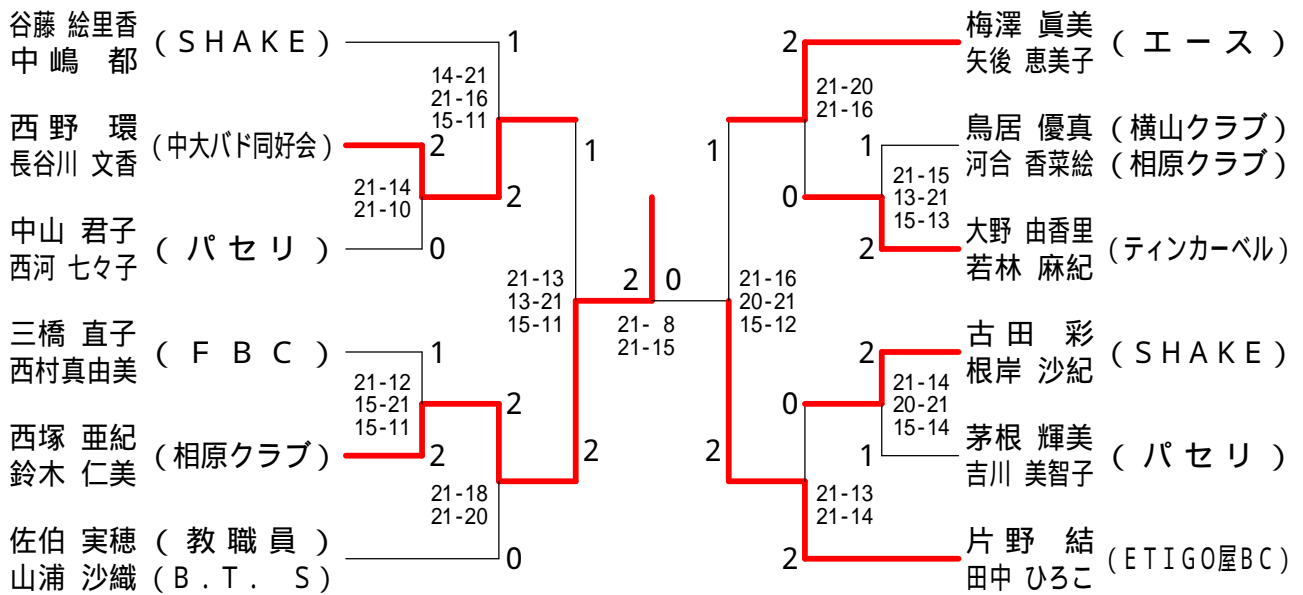 谷藤 絵里香
中嶋 都
(SHAKE)
西野 環
長谷川 文香
(中大バド同好会)
中山 君子
西河 七々子
(パセリ)
三橋 直子
西村真由美
(FBC)
西塚 亜紀
鈴木 仁美
(相原クラブ)
佐伯 実穂 (教職員)
山浦 沙織 (B.T. S)
1
14-21
21-16
15-11
2
21-14
21-10
2
0
1
21-12
15-21
15-11
2
2
21-18
21-20
0
1
21-13
13-21
15-11
2
2 0
21- 8
21-15
1
21-16
20-21
15-12
2
2
21-20
21-16
0
1
21-15
13-21
15-13
2
2
21-14
20-21
15-14
1
0
21-13
21-14
2
梅澤 眞美
矢後 恵美子
(エース)
鳥居 優真 (横山クラブ)
河合 香菜絵 (相原クラブ)
大野 由香里
若林 麻紀
(ティンカーベル)
古田 彩
根岸 沙紀
(SHAKE)
茅根 輝美
吉川 美智子
(パセリ)
片野 結
田中 ひろこ
(ETIGO屋BC)